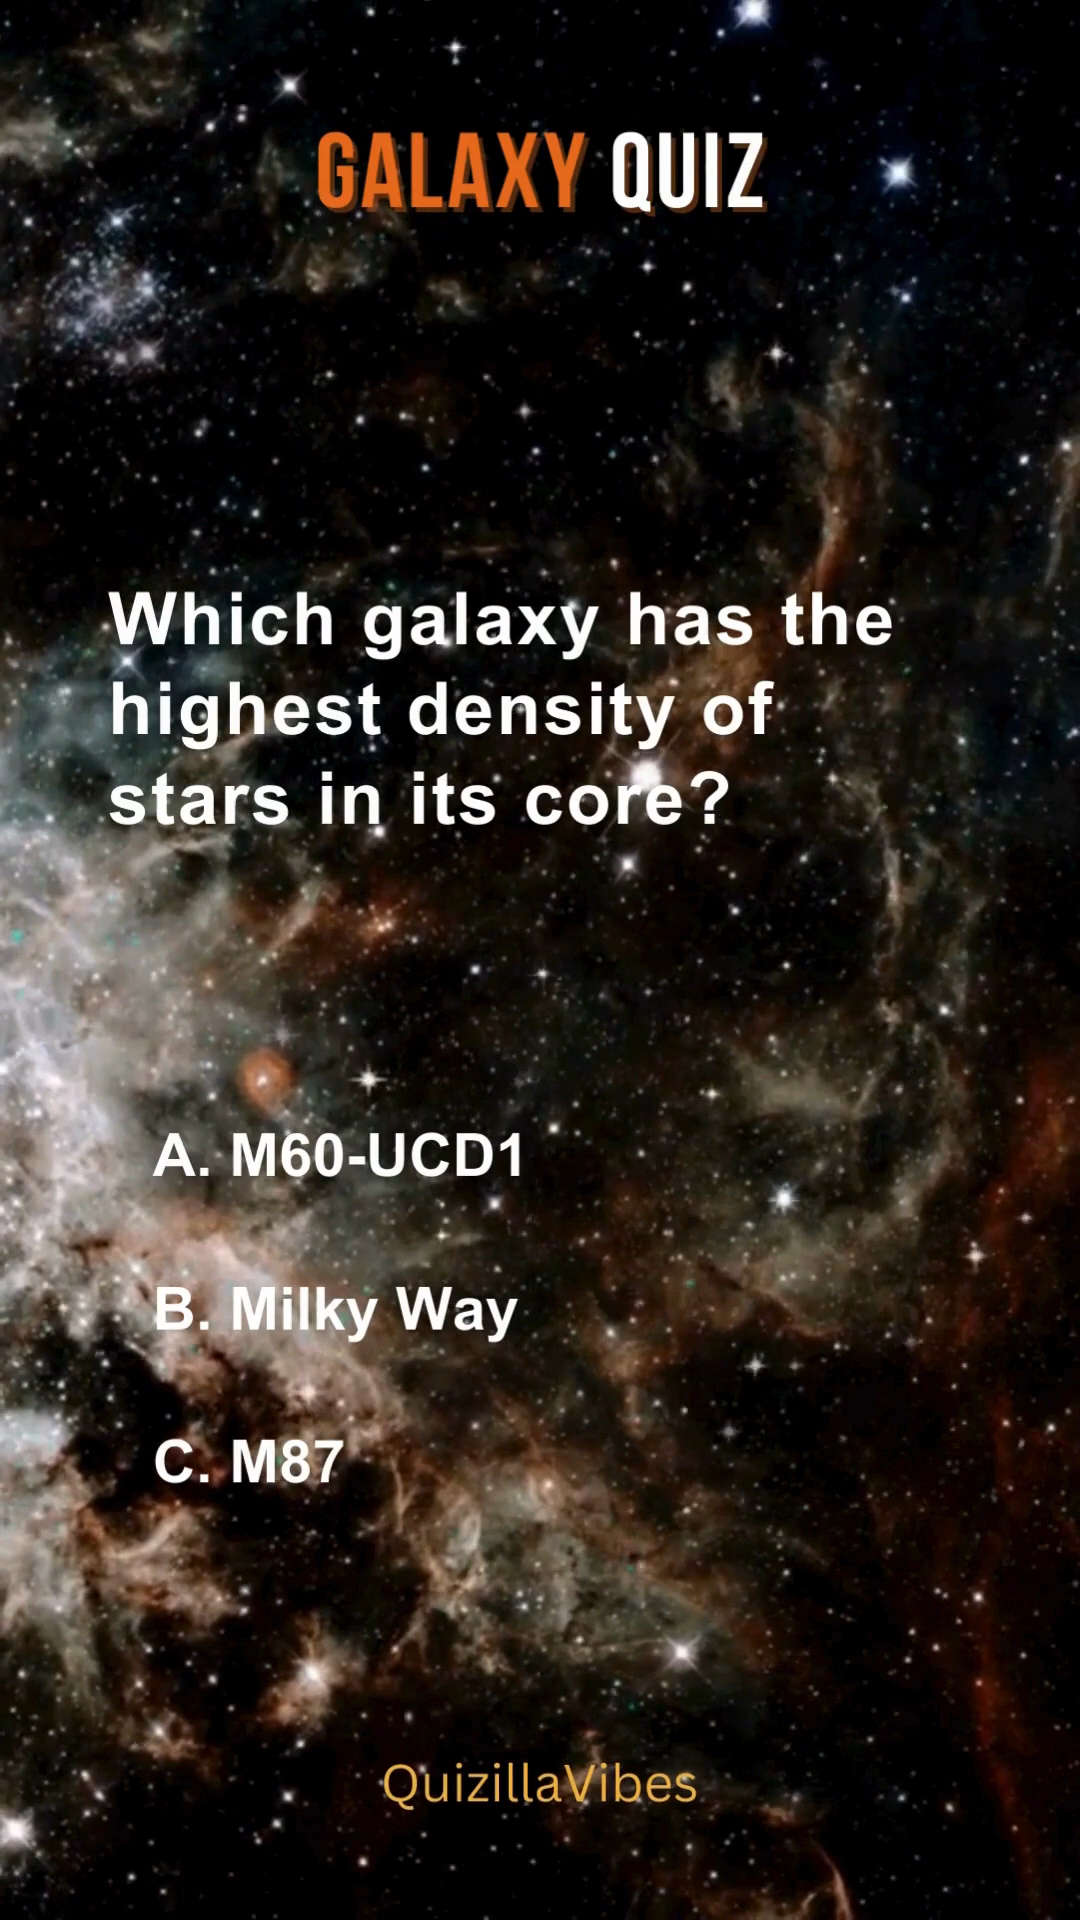 GALAXY QUIZ
Which galaxy has the
highest density of
stars in its core?
A. M60-UCD1
B. Milky Way
C. M87
QuizillaVibes